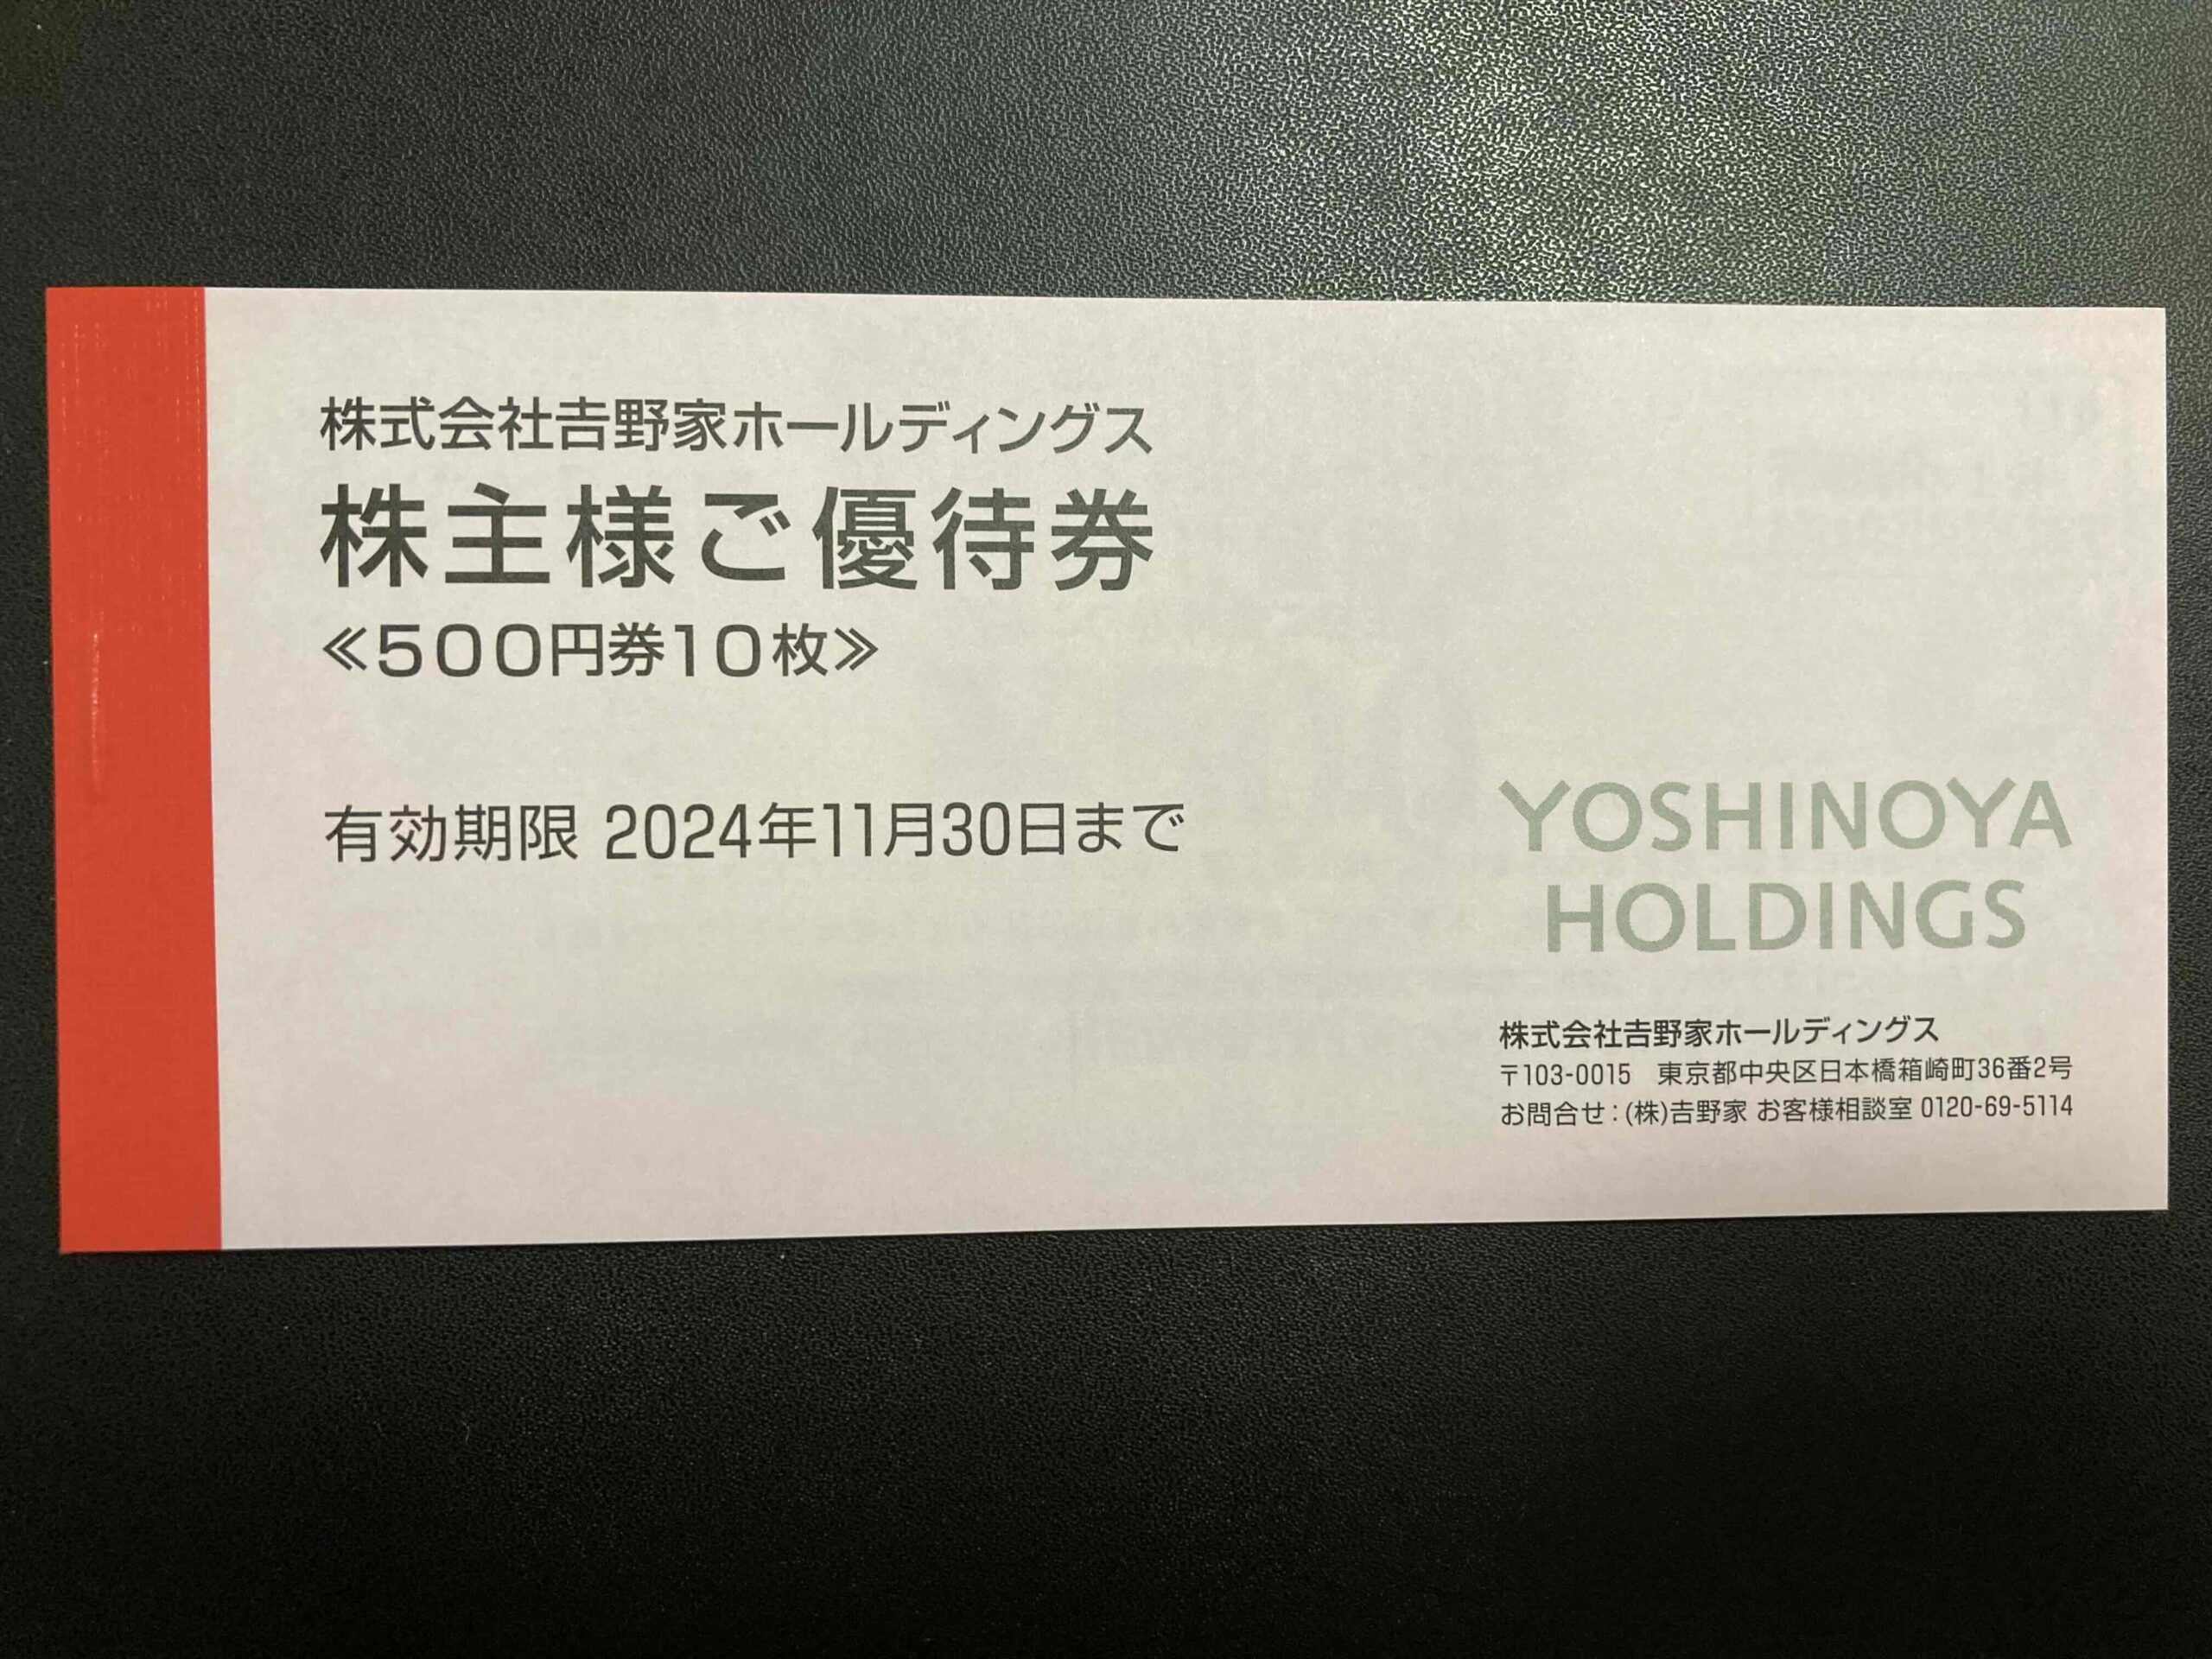 株式会社𠮷野家ホールディングス
株主様ご優待券
≪500円券10枚≫
有効期限 2024年11月30日まで
YOSHINOYA
HOLDINGS
株式会社𠮷野家ホールディングス
〒103-0015 東京都中央区日本橋箱崎町36番2号
お問合せ:(株)𠮷野家 お客様相談室 0120-69-5114